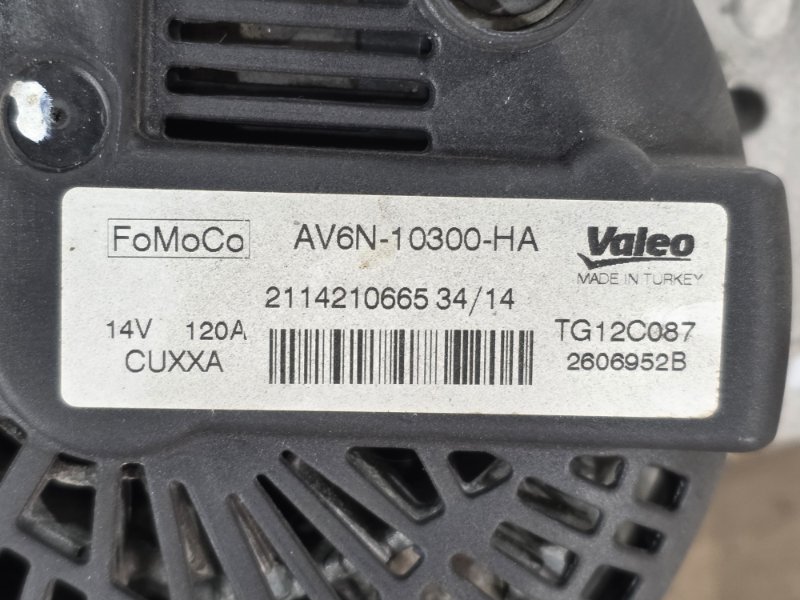 FoMoCo AV6N-10300-HA Valeo
MADE IN TURKEY
2114210665 34/14
14V 120A TG12C087
CUXXA 2606952B